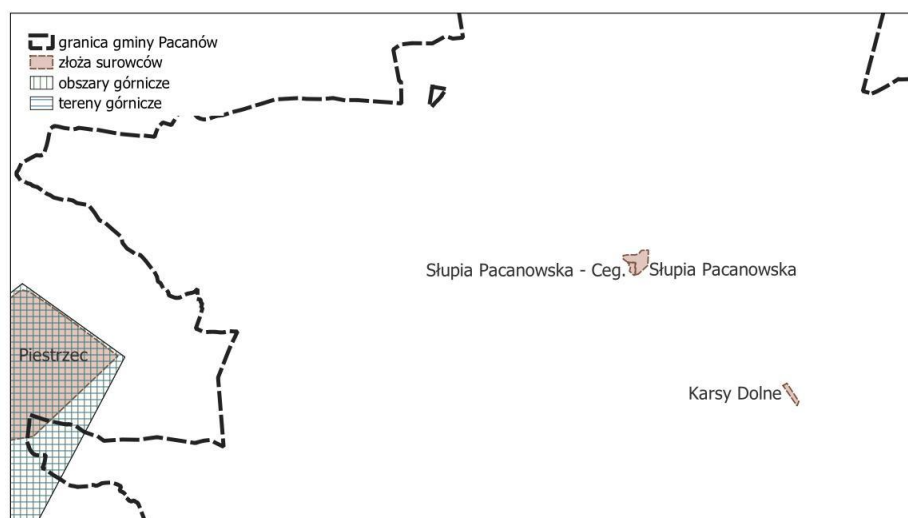 granica gminy Pacanów
złoża surowców
obszary górnicze
tereny górnicze
Słupia Pacanowska - Ceg.
Słupia Pacanowska
Piestrzec
Karsy Dolne